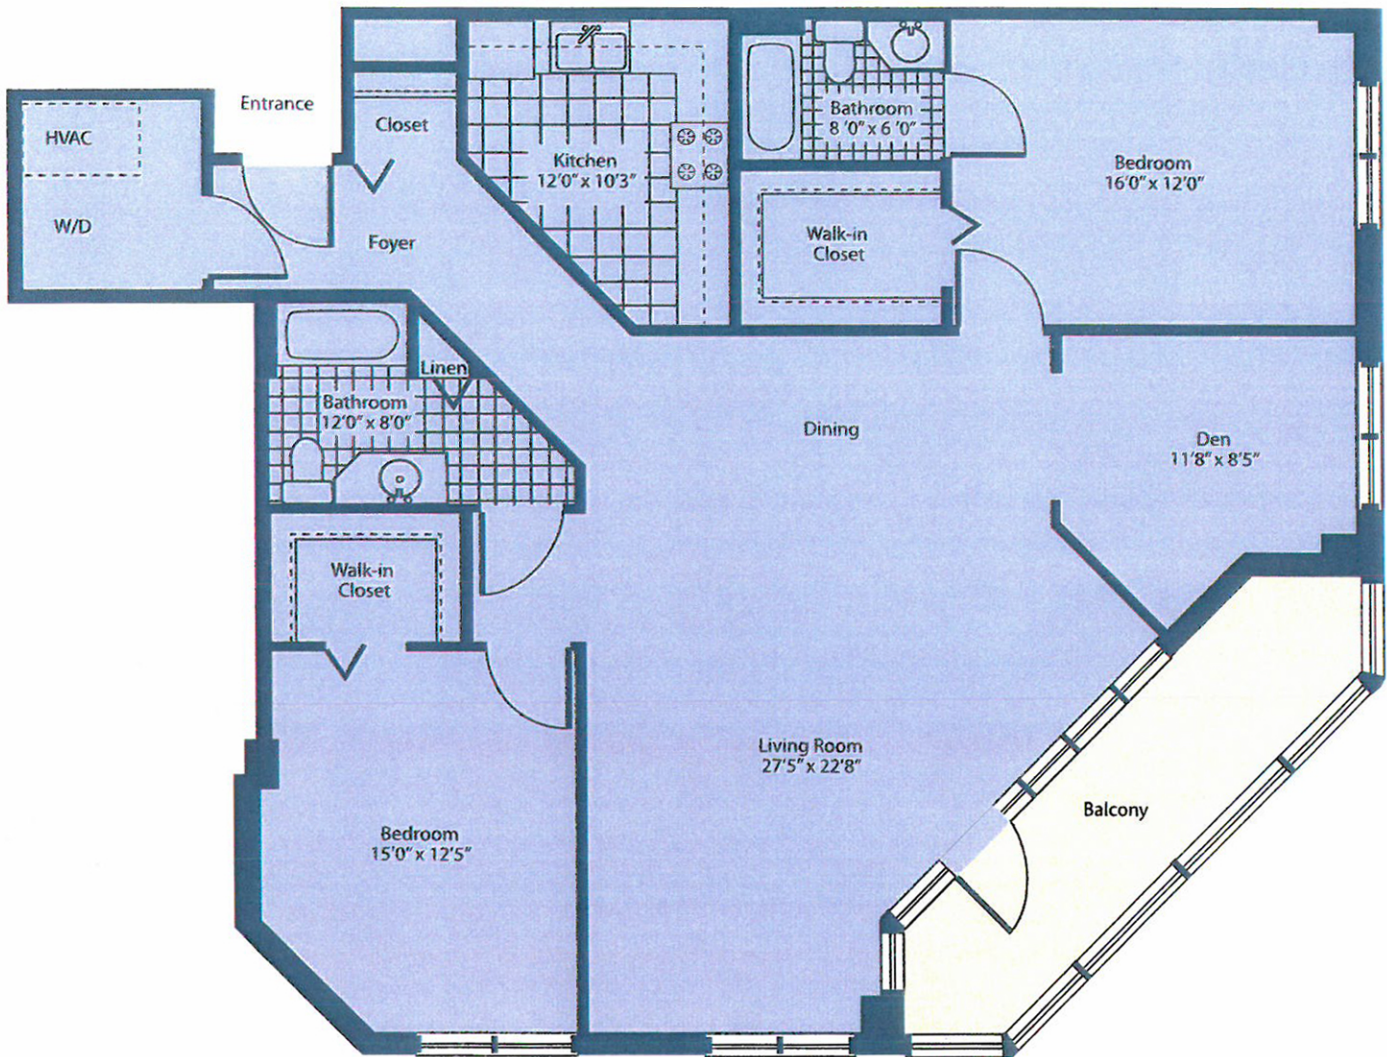 Entrance
HVAC
W/D
Closet
Foyer
Kitchen
12'0" x 10'3"
Bathroom
8 '0" x 6 '0"
Bedroom
16'0" x 12'0"
Walk-in
Closet
Linen
Bathroom
12'0" x 8'0"
Dining
Den
11'8" x 8'5"
Walk-in
Closet
Living Room
27'5" x 22'8"
Balcony
Bedroom
15'0" x 12'5"